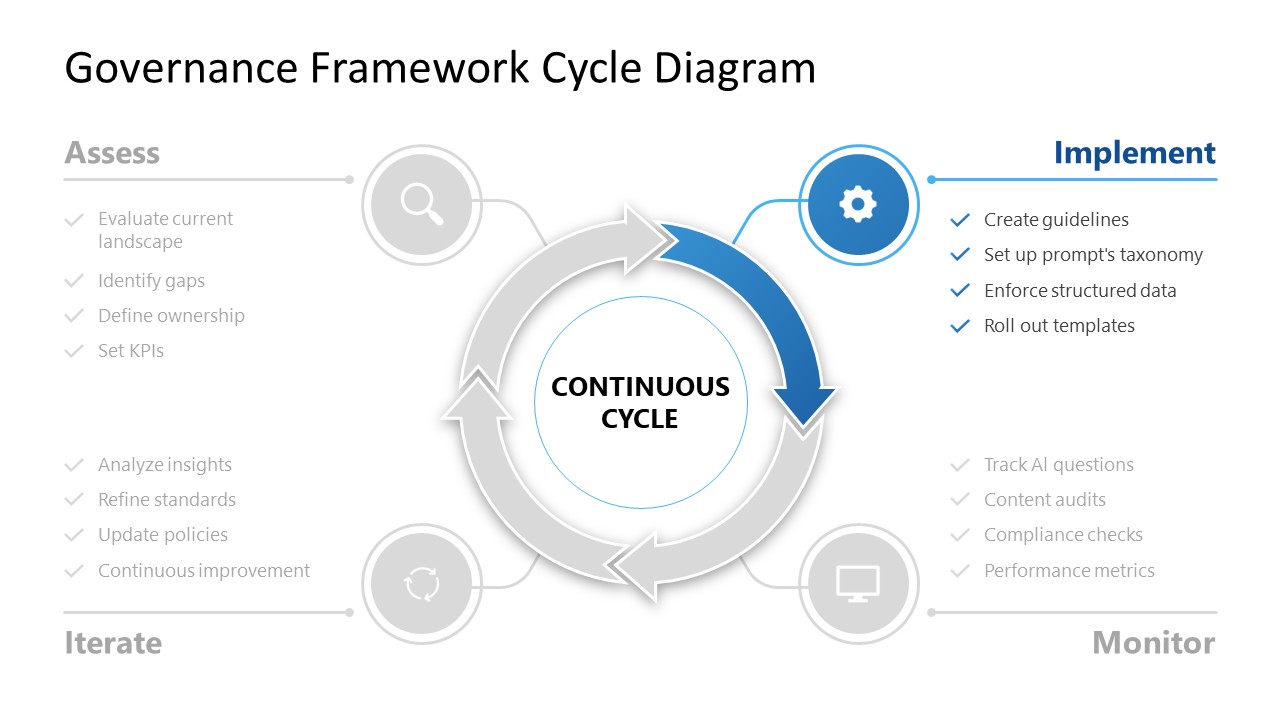 Governance Framework Cycle Diagram
Assess
Evaluate current
landscape
Identify gaps
Define ownership
Set KPIs
Implement
Create guidelines
Set up prompt's taxonomy
Enforce structured data
Roll out templates
CONTINUOUS
CYCLE
Analyze insights
Refine standards
Update policies
Continuous improvement
Iterate
Track AI questions
Content audits
Compliance checks
Performance metrics
Monitor